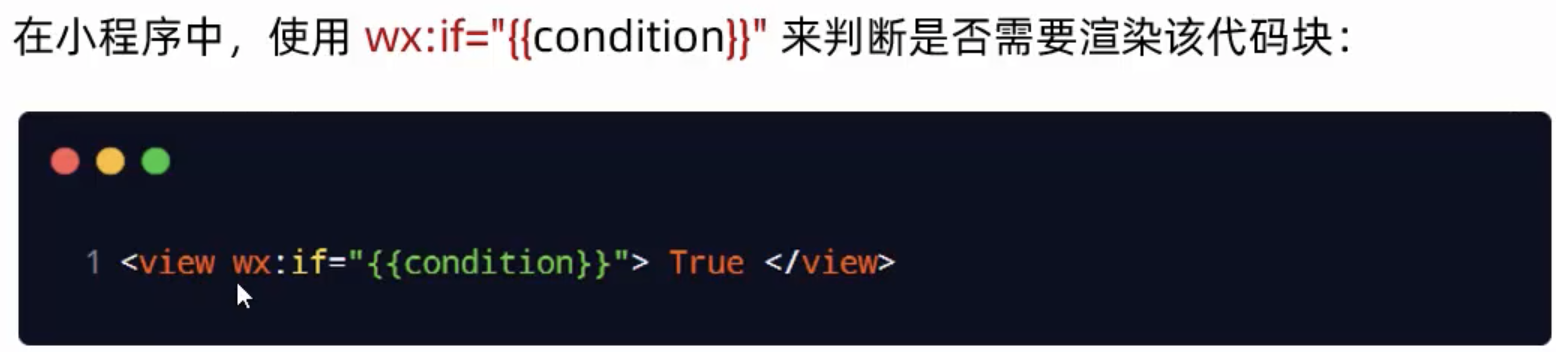 在小程序中，使用 wx:if="{{condition}}" 来判断是否需要渲染该代码块：
1 <view wx:if="{{condition}}"> True </view>